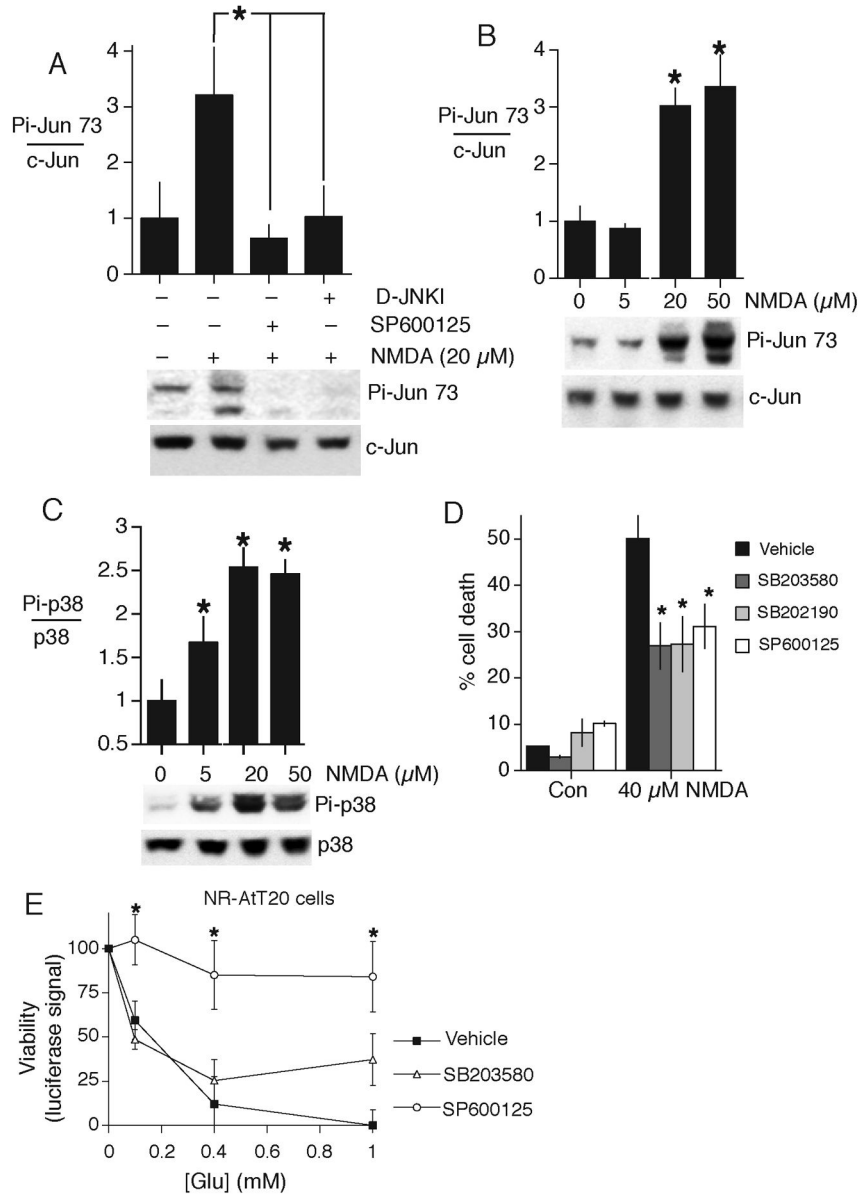 A
*
Pi-Jun 73
c-Jun
4
3
2
1
0
– – – + D-JNKI
– – + – SP600125
– + + + NMDA (20 µM)
Pi-Jun 73
c-Jun
B
* *
Pi-Jun 73
c-Jun
4
3
2
1
0
0 5 20 50 NMDA (µM)
Pi-Jun 73
c-Jun
C
* * *
Pi-p38
p38
3
2.5
2
1.5
1
0.5
0 5 20 50 NMDA (µM)
Pi-p38
p38
D
% cell death
50
40
30
20
10
0
* * *
Con 40 µM NMDA
Vehicle
SB203580
SB202190
SP600125
E
NR-AtT20 cells
* * *
Viability
(luciferase signal)
100
75
50
25
0
0 0.2 0.4 0.6 0.8 1
[Glu] (mM)
Vehicle
SB203580
SP600125